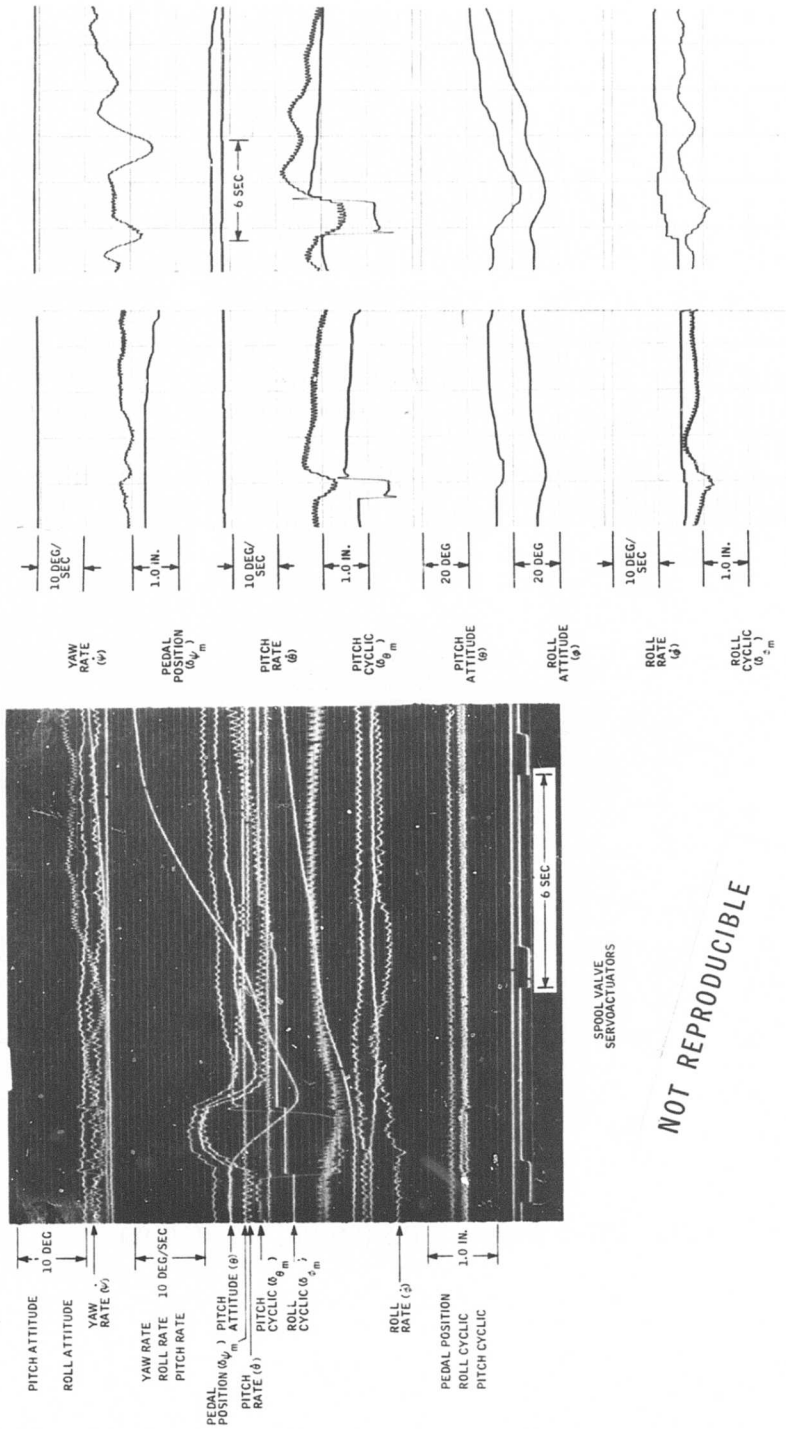 PITCH ATTITUDE
10 DEG
ROLL ATTITUDE
YAW
RATE (ψ̇)
YAW RATE
ROLL RATE 10 DEG/SEC
PITCH RATE
PEDAL
POSITION (δψm)
PITCH
ATTITUDE (θ)
PITCH
RATE (θ̇)
PITCH
CYCLIC (δθm)
ROLL
CYCLIC (δφm)
ROLL
RATE (φ̇)
PEDAL POSITION
ROLL CYCLIC 1.0 IN.
PITCH CYCLIC
6 SEC
SPOOL VALVE
SERVOACTUATORS
NOT REPRODUCIBLE
YAW
RATE (ψ̇)
10 DEG/
SEC
PEDAL
POSITION (δψm)
1.0 IN.
PITCH
RATE (θ̇)
10 DEG/
SEC
PITCH
CYCLIC (δθm)
1.0 IN.
PITCH
ATTITUDE (θ)
20 DEG
ROLL
ATTITUDE (φ)
20 DEG
ROLL
RATE (φ̇)
10 DEG/
SEC
ROLL
CYCLIC (δφm)
1.0 IN.
6 SEC